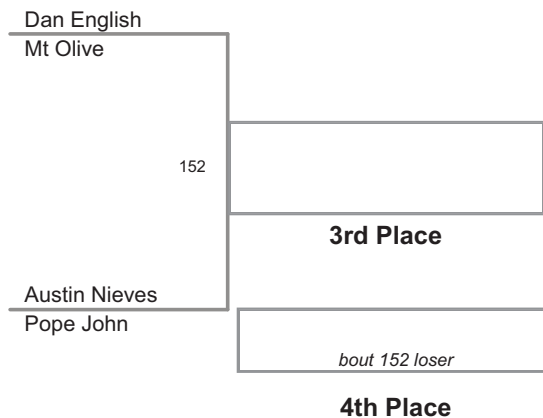 Dan English
Mt Olive
152
3rd Place
Austin Nieves
Pope John
bout 152 loser
4th Place